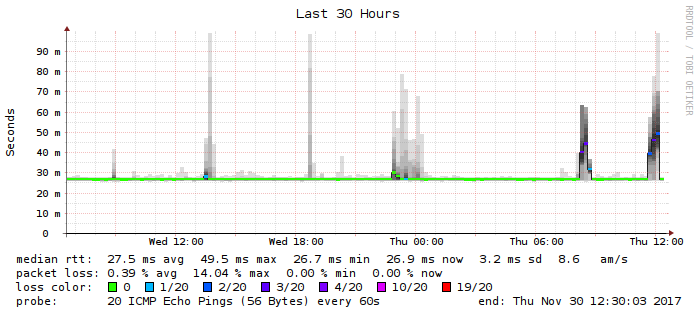 Last 30 Hours
RRDTOOL / TOBI OETIKER
Seconds
90 m
80 m
70 m
60 m
50 m
40 m
30 m
20 m
10 m
0
Wed 12:00 Wed 18:00 Thu 00:00 Thu 06:00 Thu 12:00
median rtt: 27.5 ms avg 49.5 ms max 26.7 ms min 26.9 ms now 3.2 ms sd 8.6 am/s
packet loss: 0.39 % avg 14.04 % max 0.00 % min 0.00 % now
loss color: 0 1/20 2/20 3/20 4/20 10/20 19/20
probe: 20 ICMP Echo Pings (56 Bytes) every 60s end: Thu Nov 30 12:30:03 2017